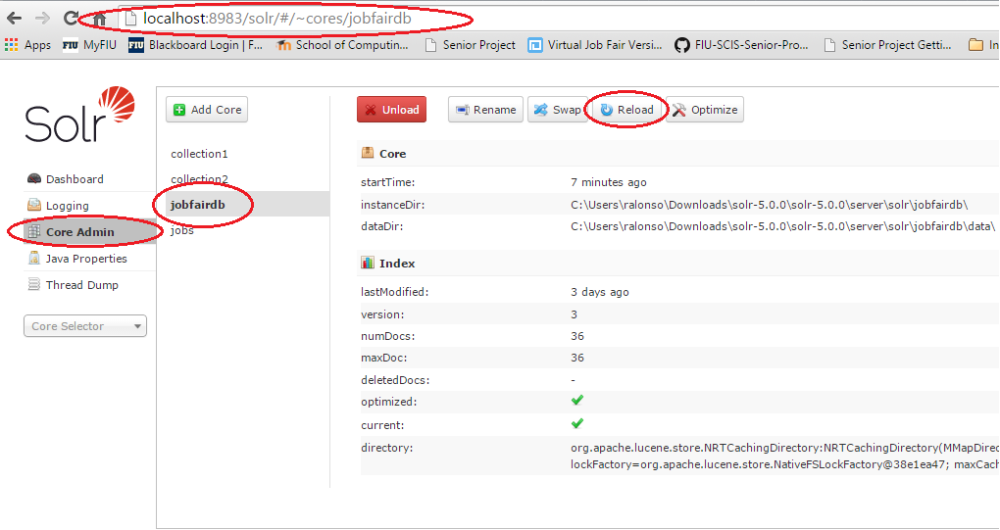 localhost:8983/solr/#/~cores/jobfairdb
Apps FIU MyFIU FIU Blackboard Login | F... School of Computin... Senior Project Virtual Job Fair Versi... FIU-SCIS-Senior-Pro... Senior Project Getti... In
Solr
Add Core Unload Rename Swap Reload Optimize
Dashboard
Logging
Core Admin
Java Properties
Thread Dump
Core Selector
collection1
collection2
jobfairdb
jobs
Core
startTime: 7 minutes ago
instanceDir: C:\Users\ralonso\Downloads\solr-5.0.0\solr-5.0.0\server\solr\jobfairdb\
dataDir: C:\Users\ralonso\Downloads\solr-5.0.0\solr-5.0.0\server\solr\jobfairdb\data\
Index
lastModified: 3 days ago
version: 3
numDocs: 36
maxDoc: 36
deletedDocs: -
optimized:
current:
directory: org.apache.lucene.store.NRTCachingDirectory:NRTCachingDirectory(MMapDirec
lockFactory=org.apache.lucene.store.NativeFSLockFactory@38e1ea47; maxCach